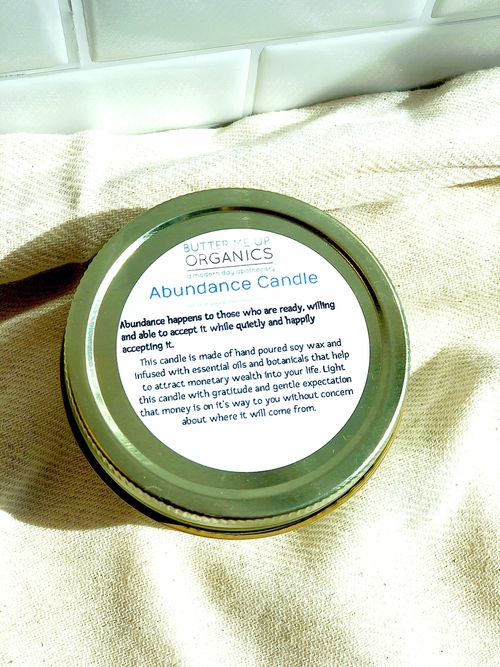 BUTTER ME UP
ORGANICS
a modern day apothecary
Abundance Candle
Abundance happens to those who are ready, willing
and able to accept it while quietly and happily
accepting it.
This candle is made of hand poured soy wax and
infused with essential oils and botanicals that help
to attract monetary wealth into your life. Light
this candle with gratitude and gentle expectation
that money is on it's way to you without concern
about where it will come from.